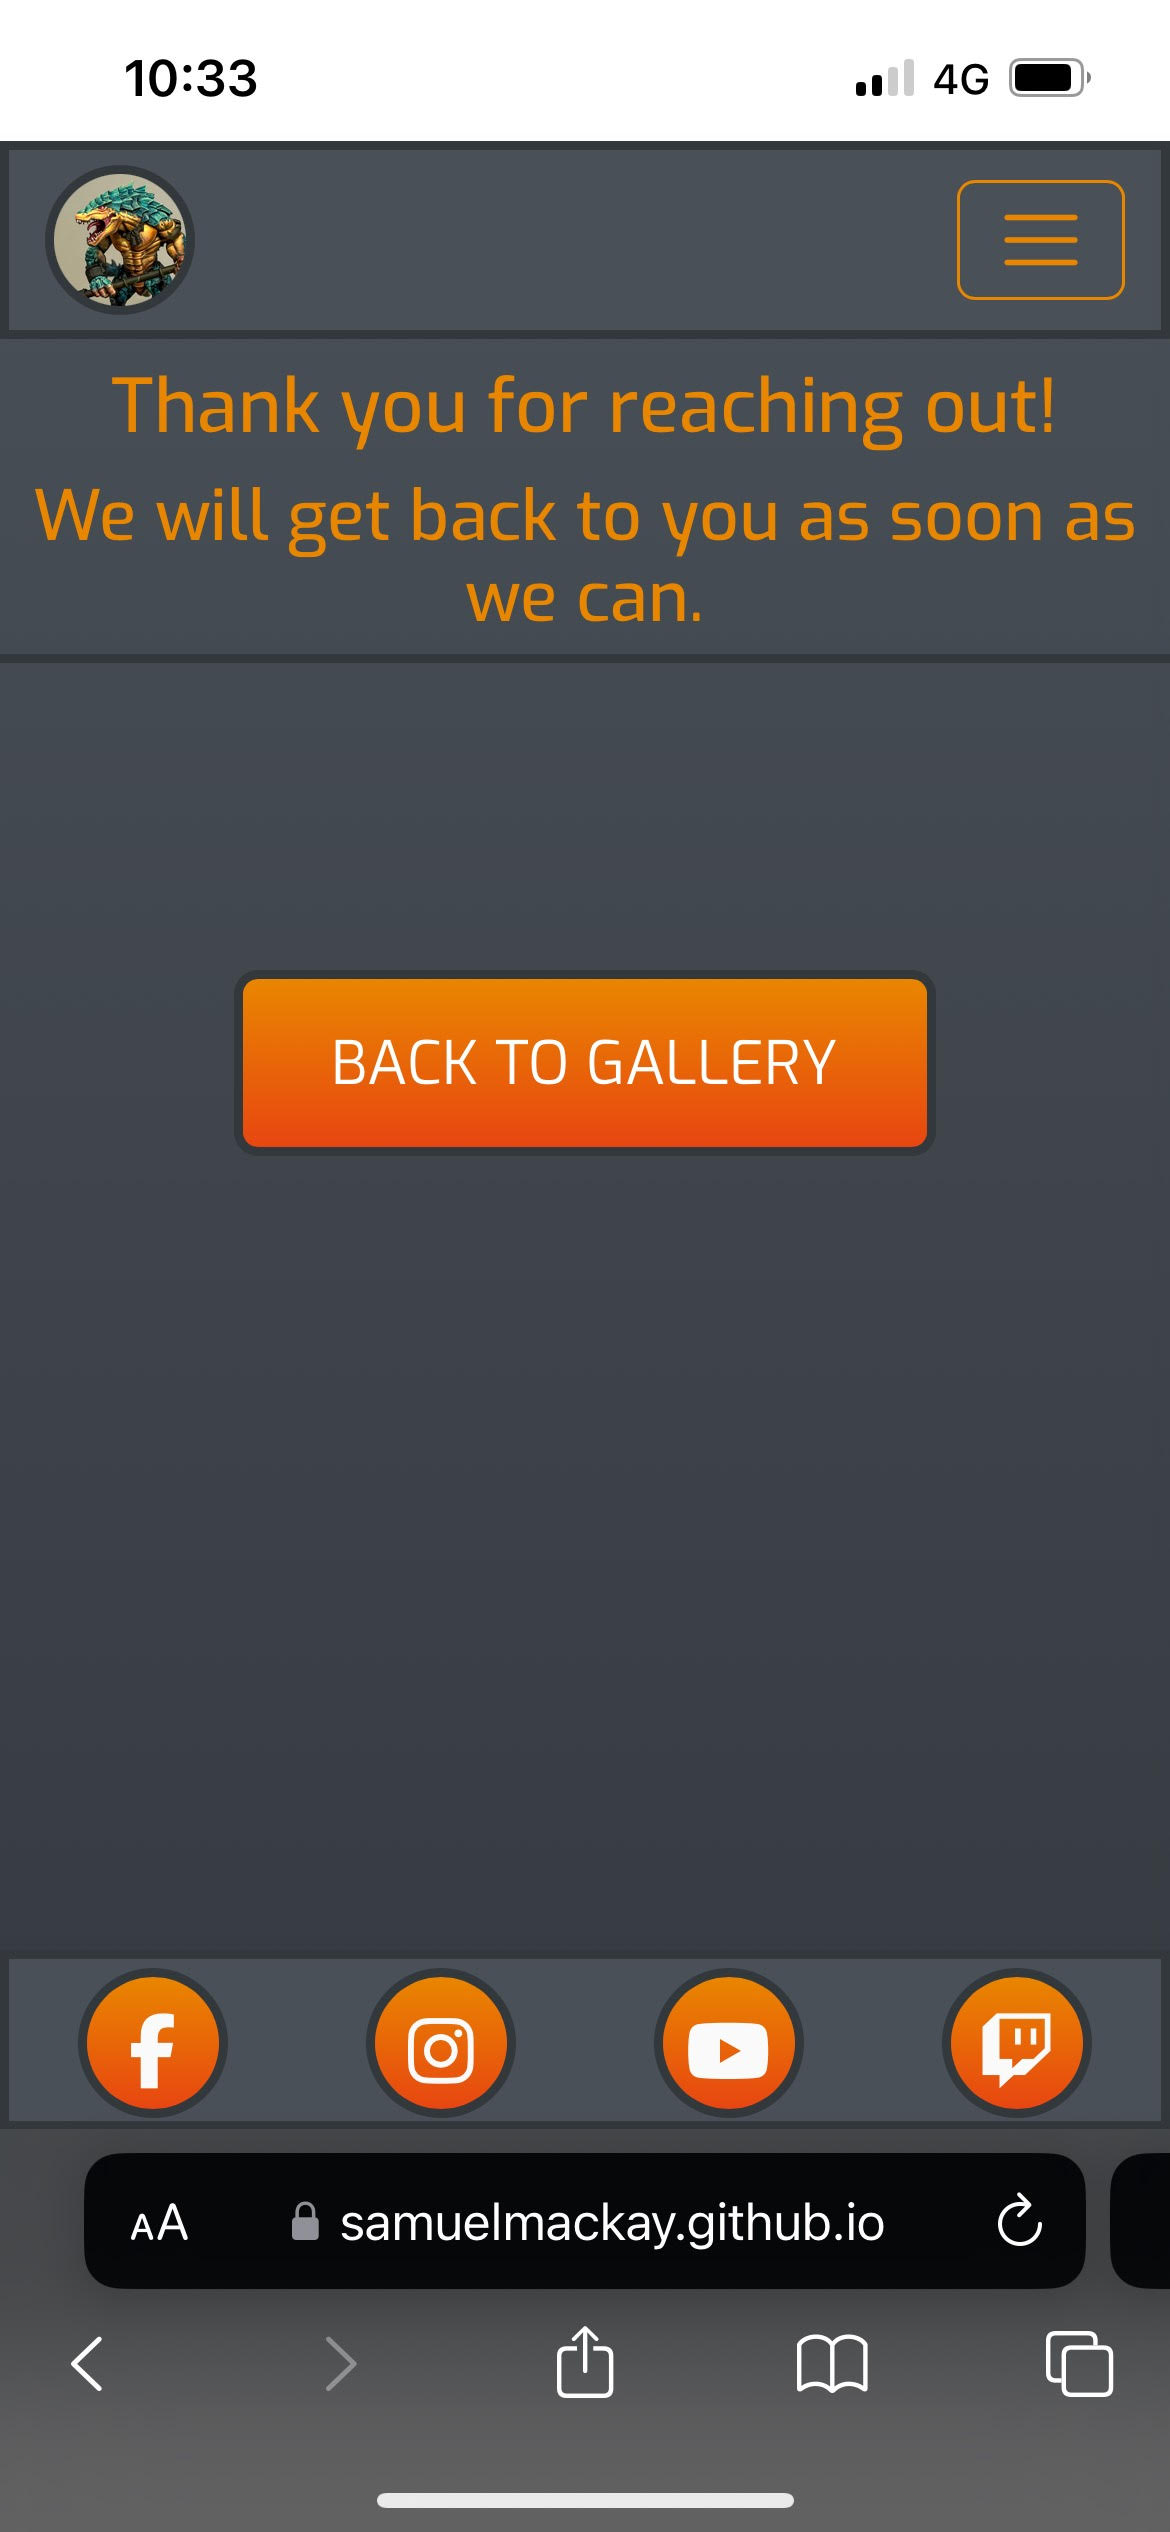 10:33
4G
Thank you for reaching out!
We will get back to you as soon as
we can.
BACK TO GALLERY
AA
samuelmackay.github.io